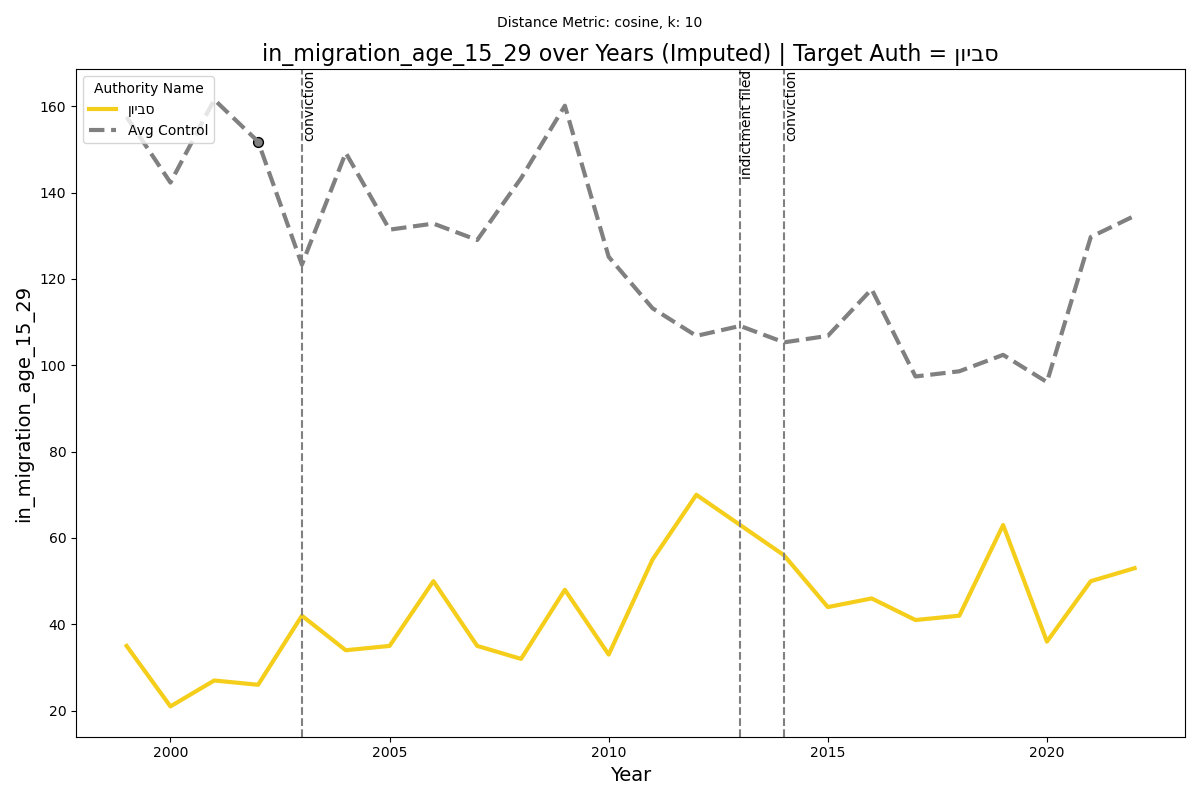 Distance Metric: cosine, k: 10
in_migration_age_15_29 over Years (Imputed) | Target Auth = סביון
Authority Name
סביון
Avg Control
conviction
indictment filed
conviction
in_migration_age_15_29
160
140
120
100
80
60
40
20
2000 2005 2010 2015 2020
Year